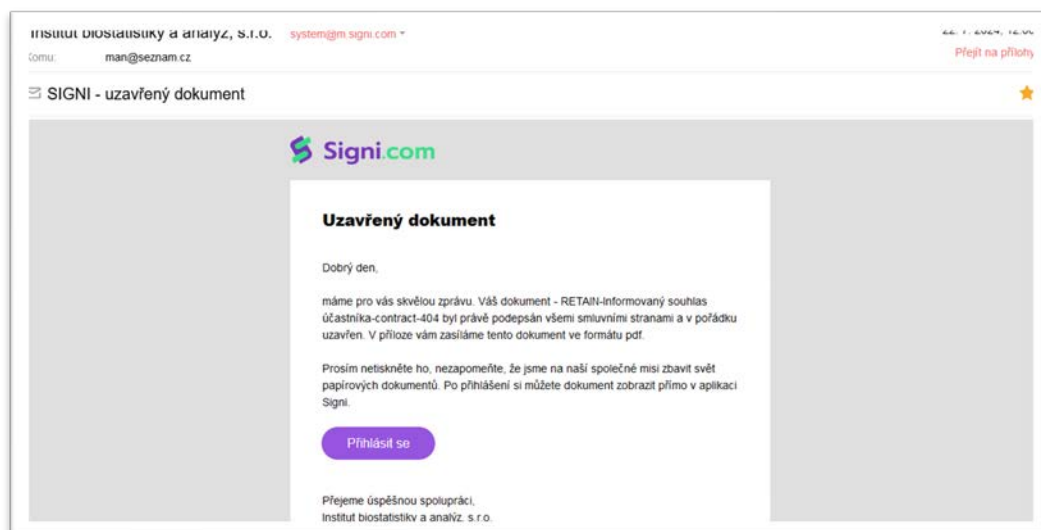 Institut biostatistiky a analýz, s.r.o. system@m.signi.com
Komu: man@seznam.cz
Přejít na přílohy
SIGNI - uzavřený dokument
Signi.com
Uzavřený dokument
Dobrý den,
máme pro vás skvělou zprávu. Váš dokument - RETAIN-Informovaný souhlas
účastníka-contract-404 byl právě podepsán všemi smluvními stranami a v pořádku
uzavřen. V příloze vám zasíláme tento dokument ve formátu pdf.
Prosím netiskněte ho, nezapomeňte, že jsme na naší společné misi zbavit svět
papírových dokumentů. Po přihlášení si můžete dokument zobrazit přímo v aplikaci
Signi.
Přihlásit se
Přejeme úspěšnou spolupráci,
Institut biostatistiky a analýz, s.r.o.